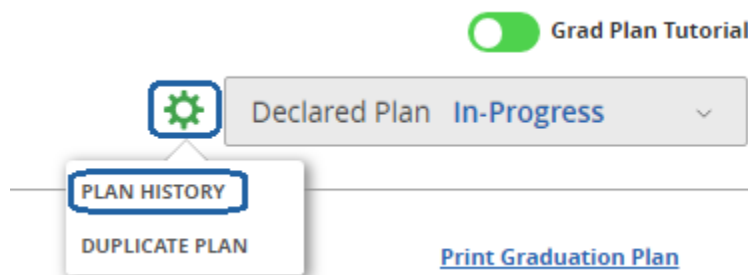 Grad Plan Tutorial
Declared Plan In-Progress
PLAN HISTORY
DUPLICATE PLAN
Print Graduation Plan